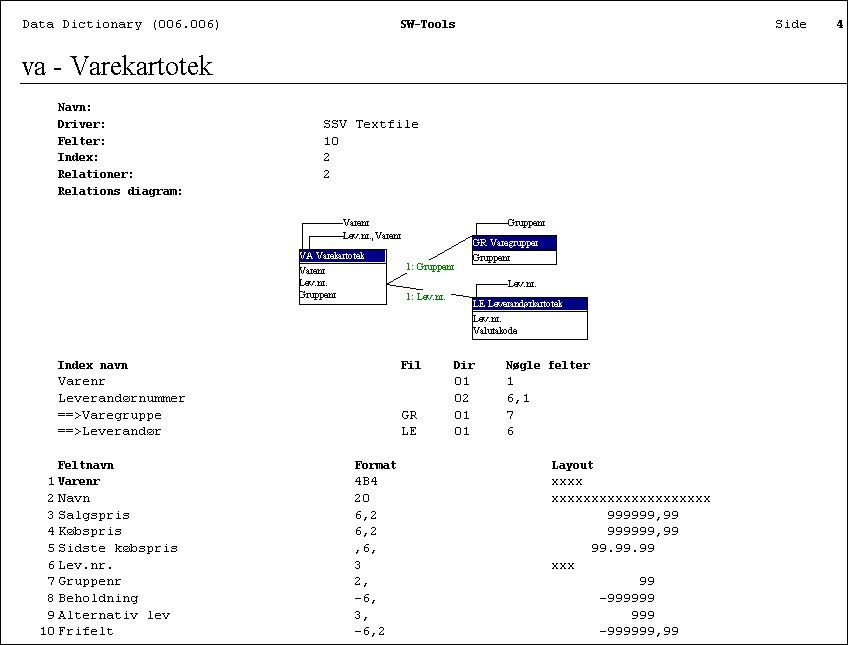 Data Dictionary (006.006) SW-Tools Side 4
va - Varekartotek
Navn:
Driver: SSV Textfile
Felter: 10
Index: 2
Relationer: 2
Relations diagram:
Varenr
Lev.nr., Varenr
VA Varekartotek
Varenr
Lev.nr.
Gruppenr
1: Gruppenr
1: Lev.nr.
Gruppenr
GR Varegrupper
Gruppenr
Lev.nr.
LE Leverandørkartotek
Lev.nr.
Valutakode
Index navn Fil Dir Nøgle felter
Varenr 01 1
Leverandørnummer 02 6,1
==>Varegruppe GR 01 7
==>Leverandør LE 01 6
Feltnavn Format Layout
1 Varenr 4B4 xxxx
2 Navn 20 xxxxxxxxxxxxxxxxxxxx
3 Salgspris 6,2 999999,99
4 Købspris 6,2 999999,99
5 Sidste købspris ,6, 99.99.99
6 Lev.nr. 3 xxx
7 Gruppenr 2, 99
8 Beholdning -6, -999999
9 Alternativ lev 3, 999
10 Frifelt -6,2 -999999,99